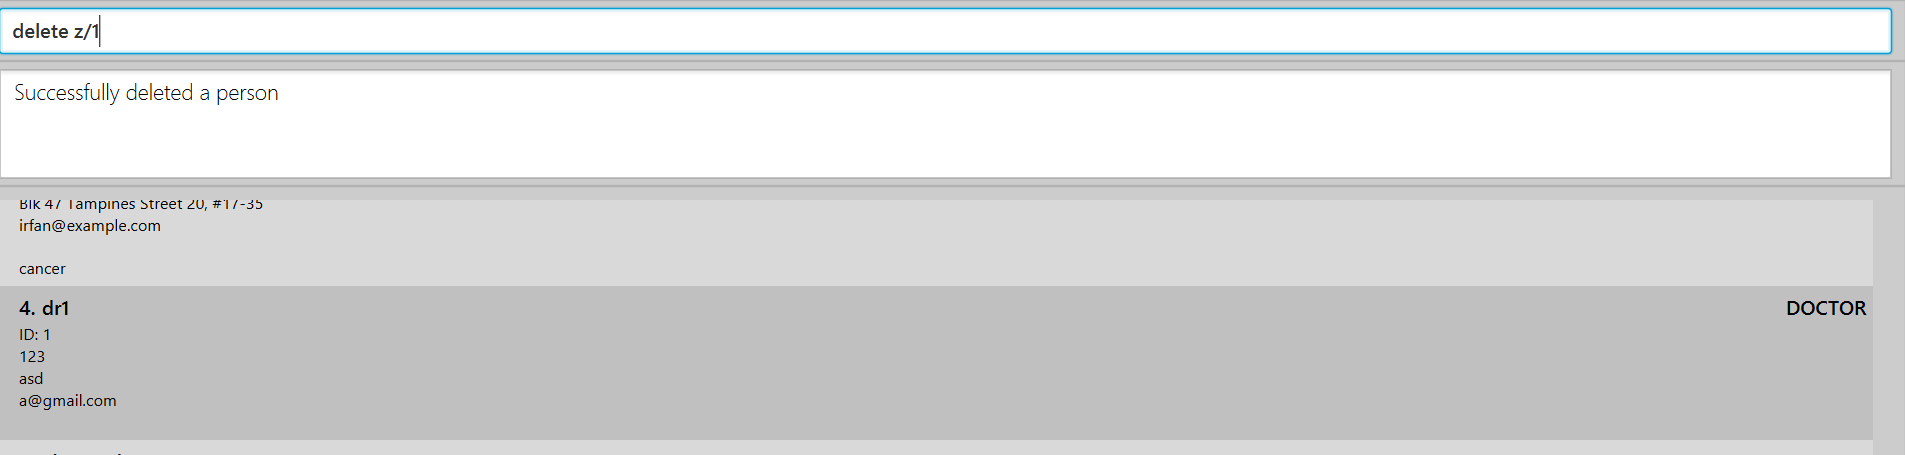 delete z/1
Successfully deleted a person
Blk 47 Tampines Street 20, #17-35
irfan@example.com
cancer
4. dr1
DOCTOR
ID: 1
123
asd
a@gmail.com